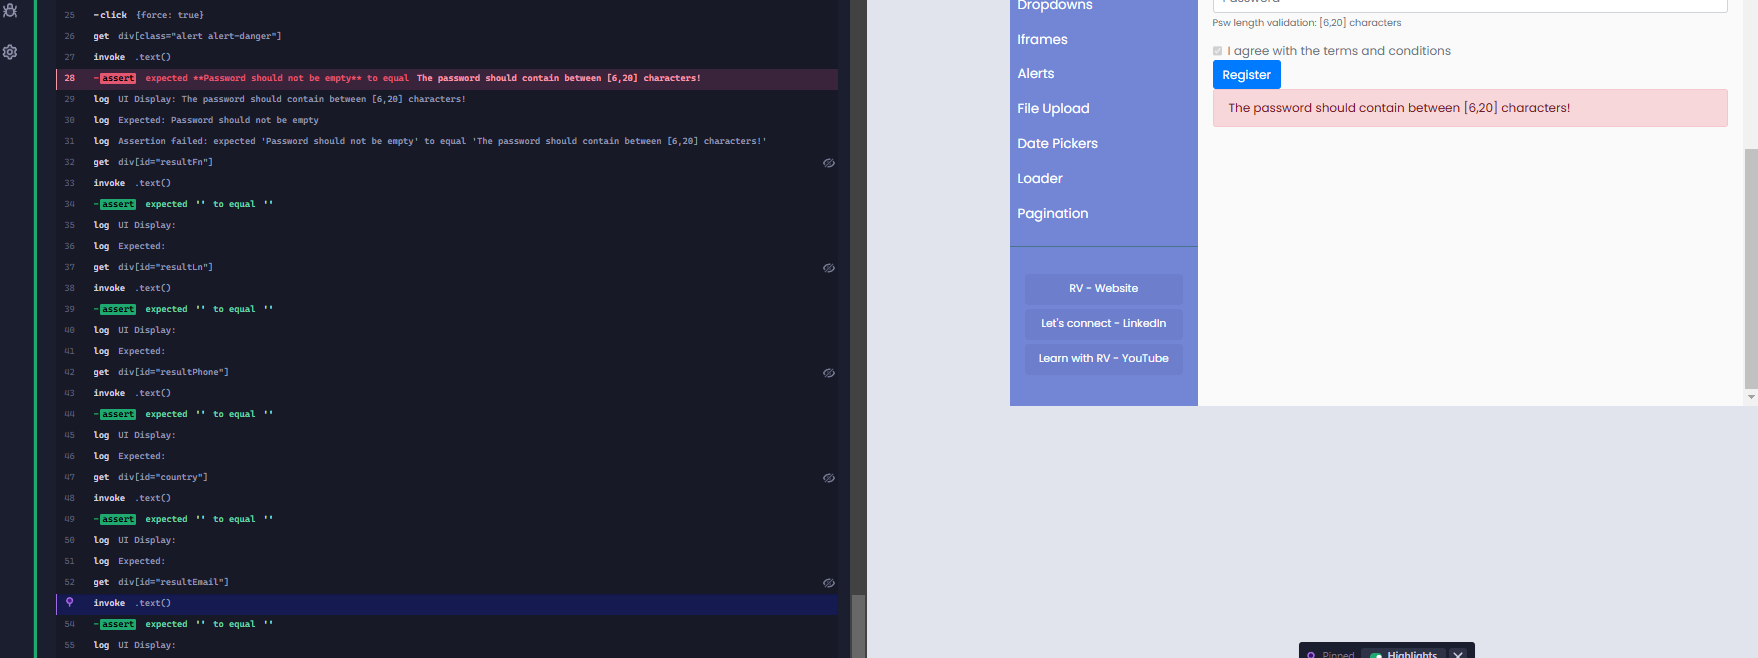 25 -click {force: true}
26 get div[class="alert alert-danger"]
27 invoke .text()
28 -assert expected **Password should not be empty** to equal The password should contain between [6,20] characters!
29 log UI Display: The password should contain between [6,20] characters!
30 log Expected: Password should not be empty
31 log Assertion failed: expected 'Password should not be empty' to equal 'The password should contain between [6,20] characters!'
32 get div[id="resultFn"]
33 invoke .text()
34 -assert expected '' to equal ''
35 log UI Display:
36 log Expected:
37 get div[id="resultLn"]
38 invoke .text()
39 -assert expected '' to equal ''
40 log UI Display:
41 log Expected:
42 get div[id="resultPhone"]
43 invoke .text()
44 -assert expected '' to equal ''
45 log UI Display:
46 log Expected:
47 get div[id="country"]
48 invoke .text()
49 -assert expected '' to equal ''
50 log UI Display:
51 log Expected:
52 get div[id="resultEmail"]
invoke .text()
54 -assert expected '' to equal ''
55 log UI Display:
Dropdowns
Iframes
Alerts
File Upload
Date Pickers
Loader
Pagination
RV - Website
Let's connect - LinkedIn
Learn with RV - YouTube
Password
Psw length validation: [6,20] characters
I agree with the terms and conditions
Register
The password should contain between [6,20] characters!
Pinned Highlights